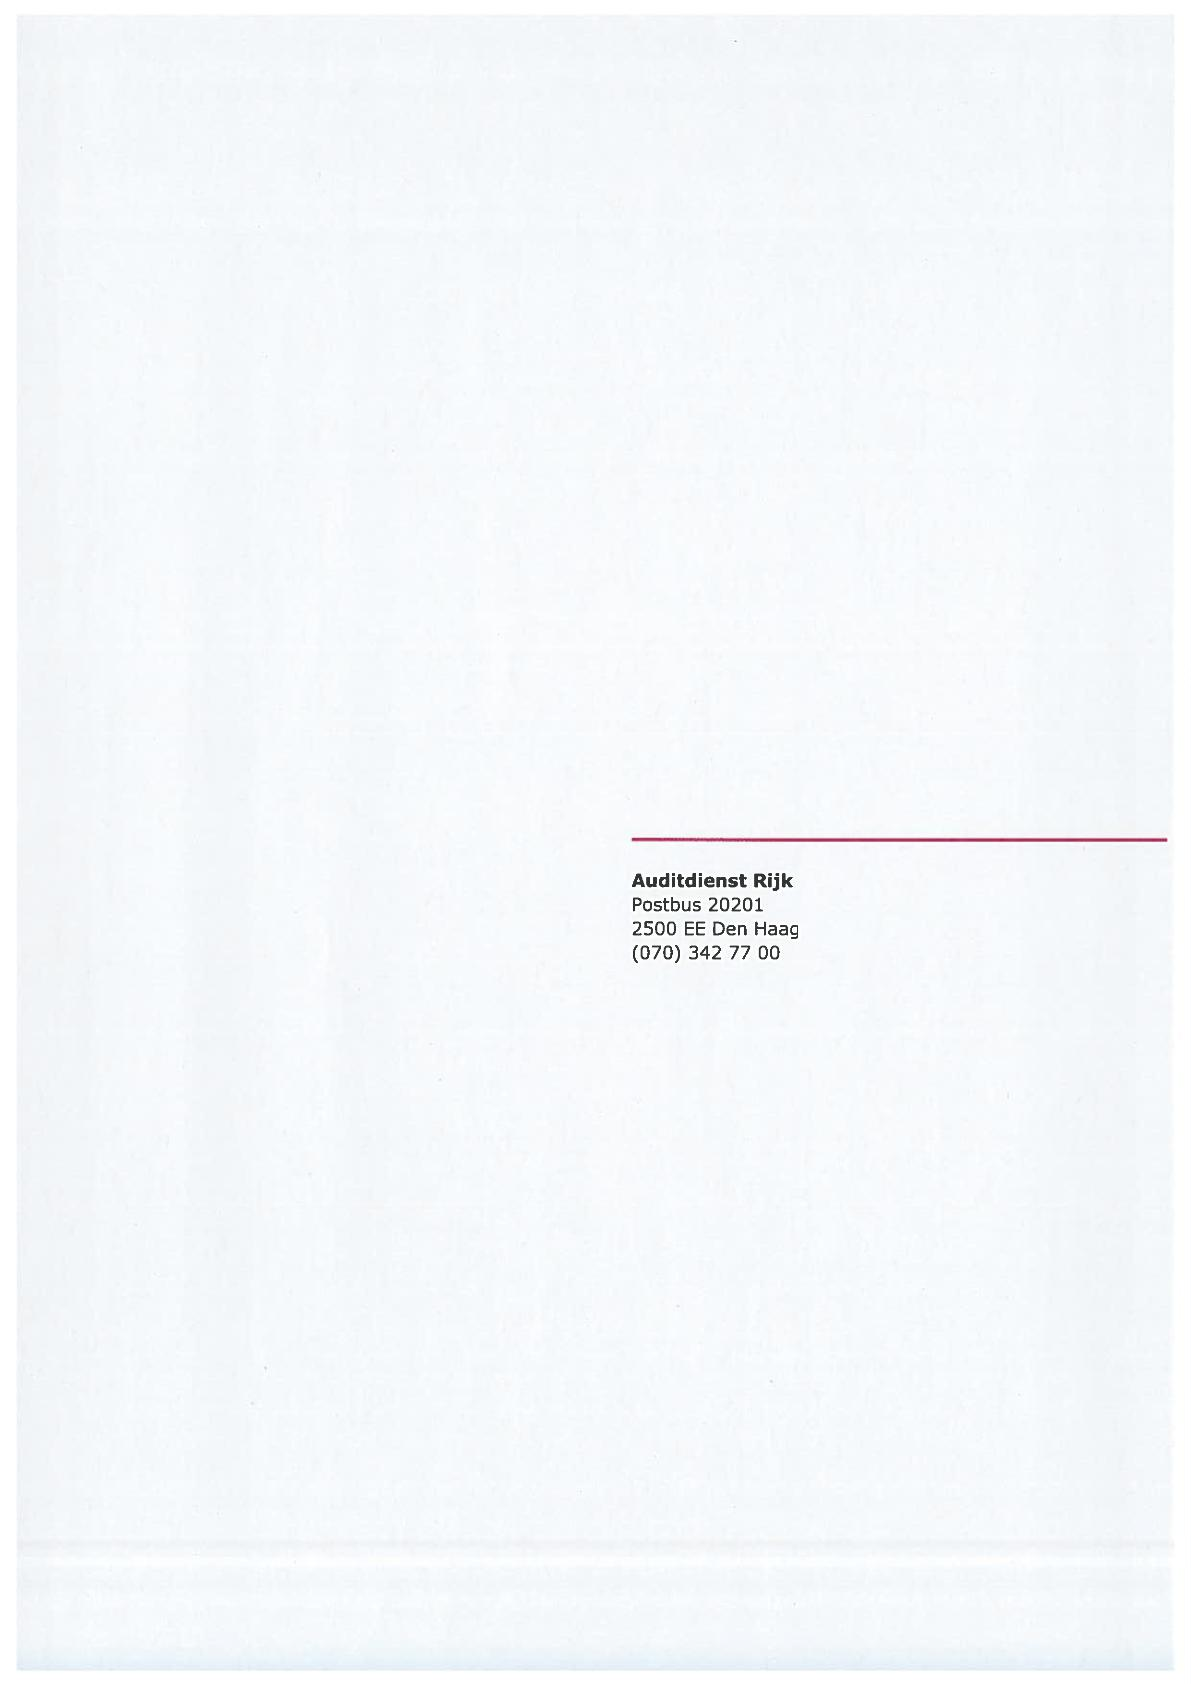 Auditdienst Rijk
Postbus 20201
2500 EE Den Haag
(070) 342 77 00